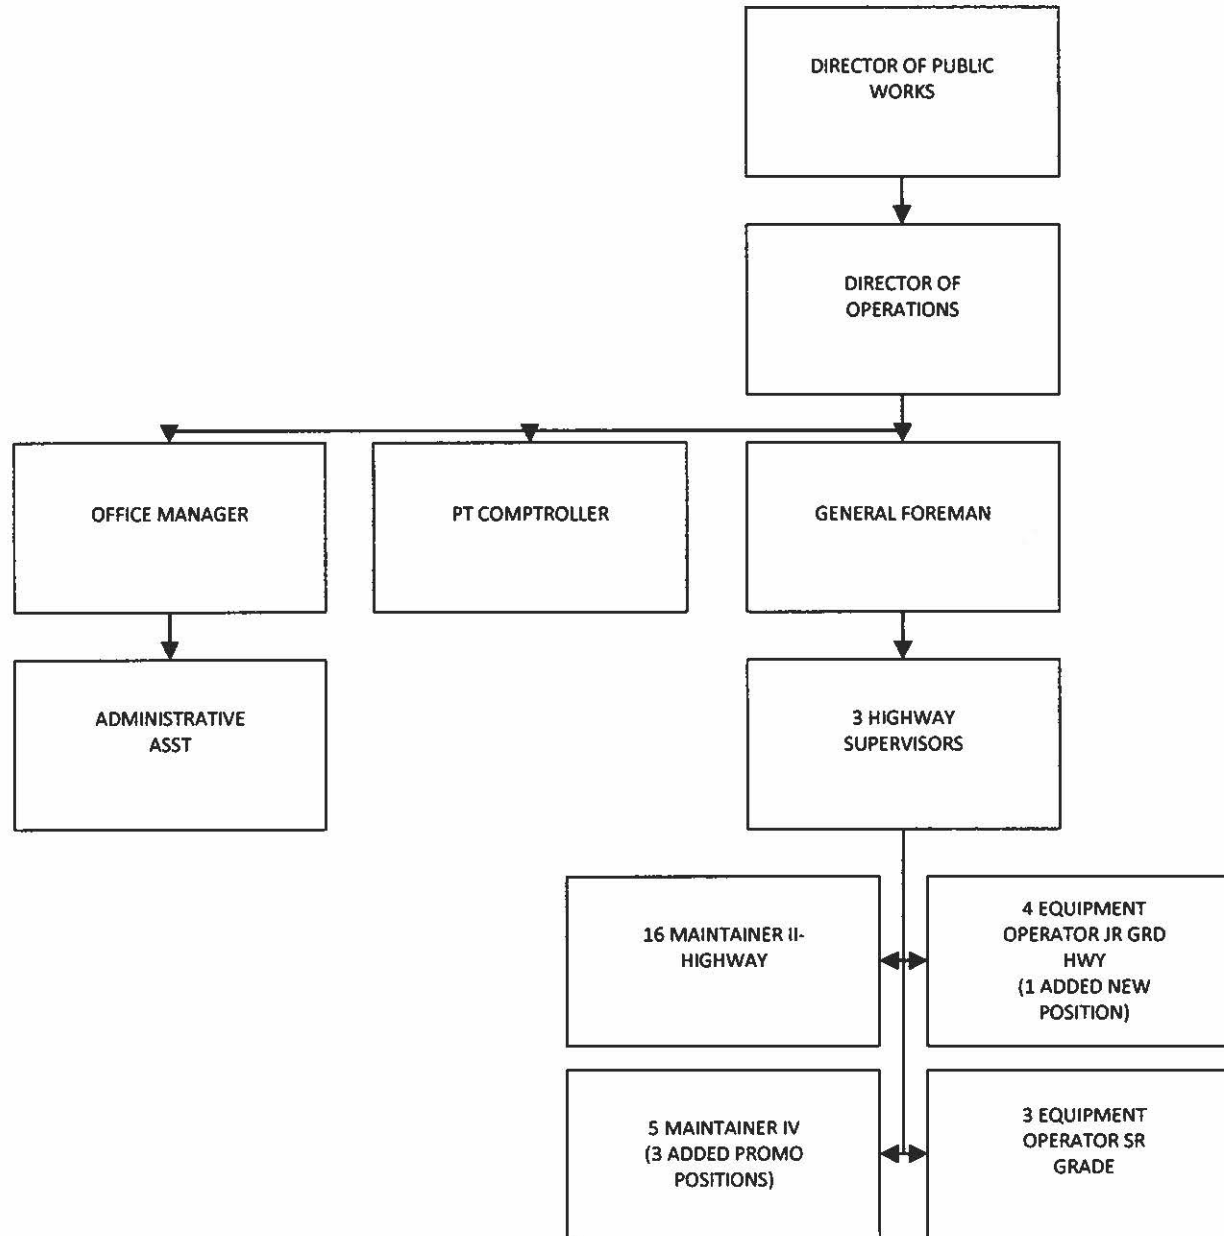 DIRECTOR OF PUBLIC
WORKS
DIRECTOR OF
OPERATIONS
OFFICE MANAGER
PT COMPTROLLER
GENERAL FOREMAN
ADMINISTRATIVE
ASST
3 HIGHWAY
SUPERVISORS
16 MAINTAINER II-
HIGHWAY
4 EQUIPMENT
OPERATOR JR GRD
HWY
(1 ADDED NEW
POSITION)
5 MAINTAINER IV
(3 ADDED PROMO
POSITIONS)
3 EQUIPMENT
OPERATOR SR
GRADE